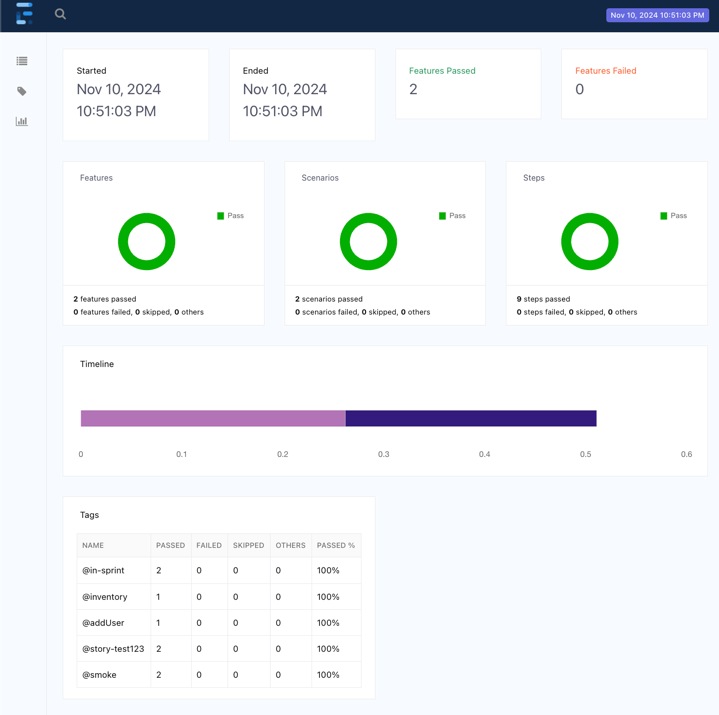 Nov 10, 2024 10:51:03 PM
Started
Nov 10, 2024
10:51:03 PM
Ended
Nov 10, 2024
10:51:03 PM
Features Passed
2
Features Failed
0
Features
Pass
2 features passed
0 features failed, 0 skipped, 0 others
Scenarios
Pass
2 scenarios passed
0 scenarios failed, 0 skipped, 0 others
Steps
Pass
9 steps passed
0 steps failed, 0 skipped, 0 others
Timeline
0 0.1 0.2 0.3 0.4 0.5 0.6
Tags
NAME PASSED FAILED SKIPPED OTHERS PASSED %
@in-sprint 2 0 0 0 100%
@inventory 1 0 0 0 100%
@addUser 1 0 0 0 100%
@story-test123 2 0 0 0 100%
@smoke 2 0 0 0 100%